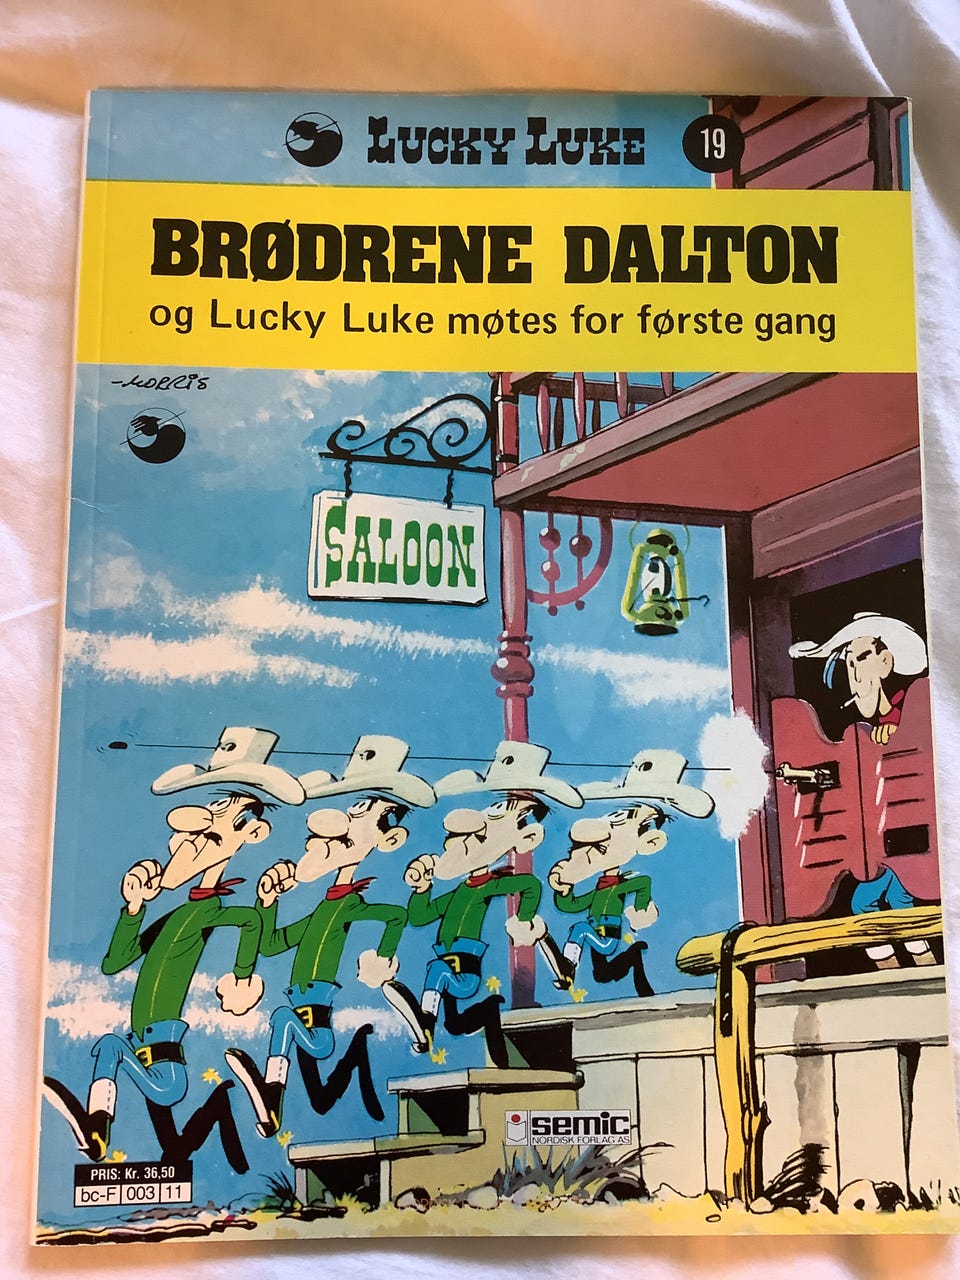 LUCKY LUKE 19
BRØDRENE DALTON
og Lucky Luke møtes for første gang
-MORRIS
SALOON
semic
NORDISK FORLAG AS
PRIS: Kr. 36,50
bc-F 003 11